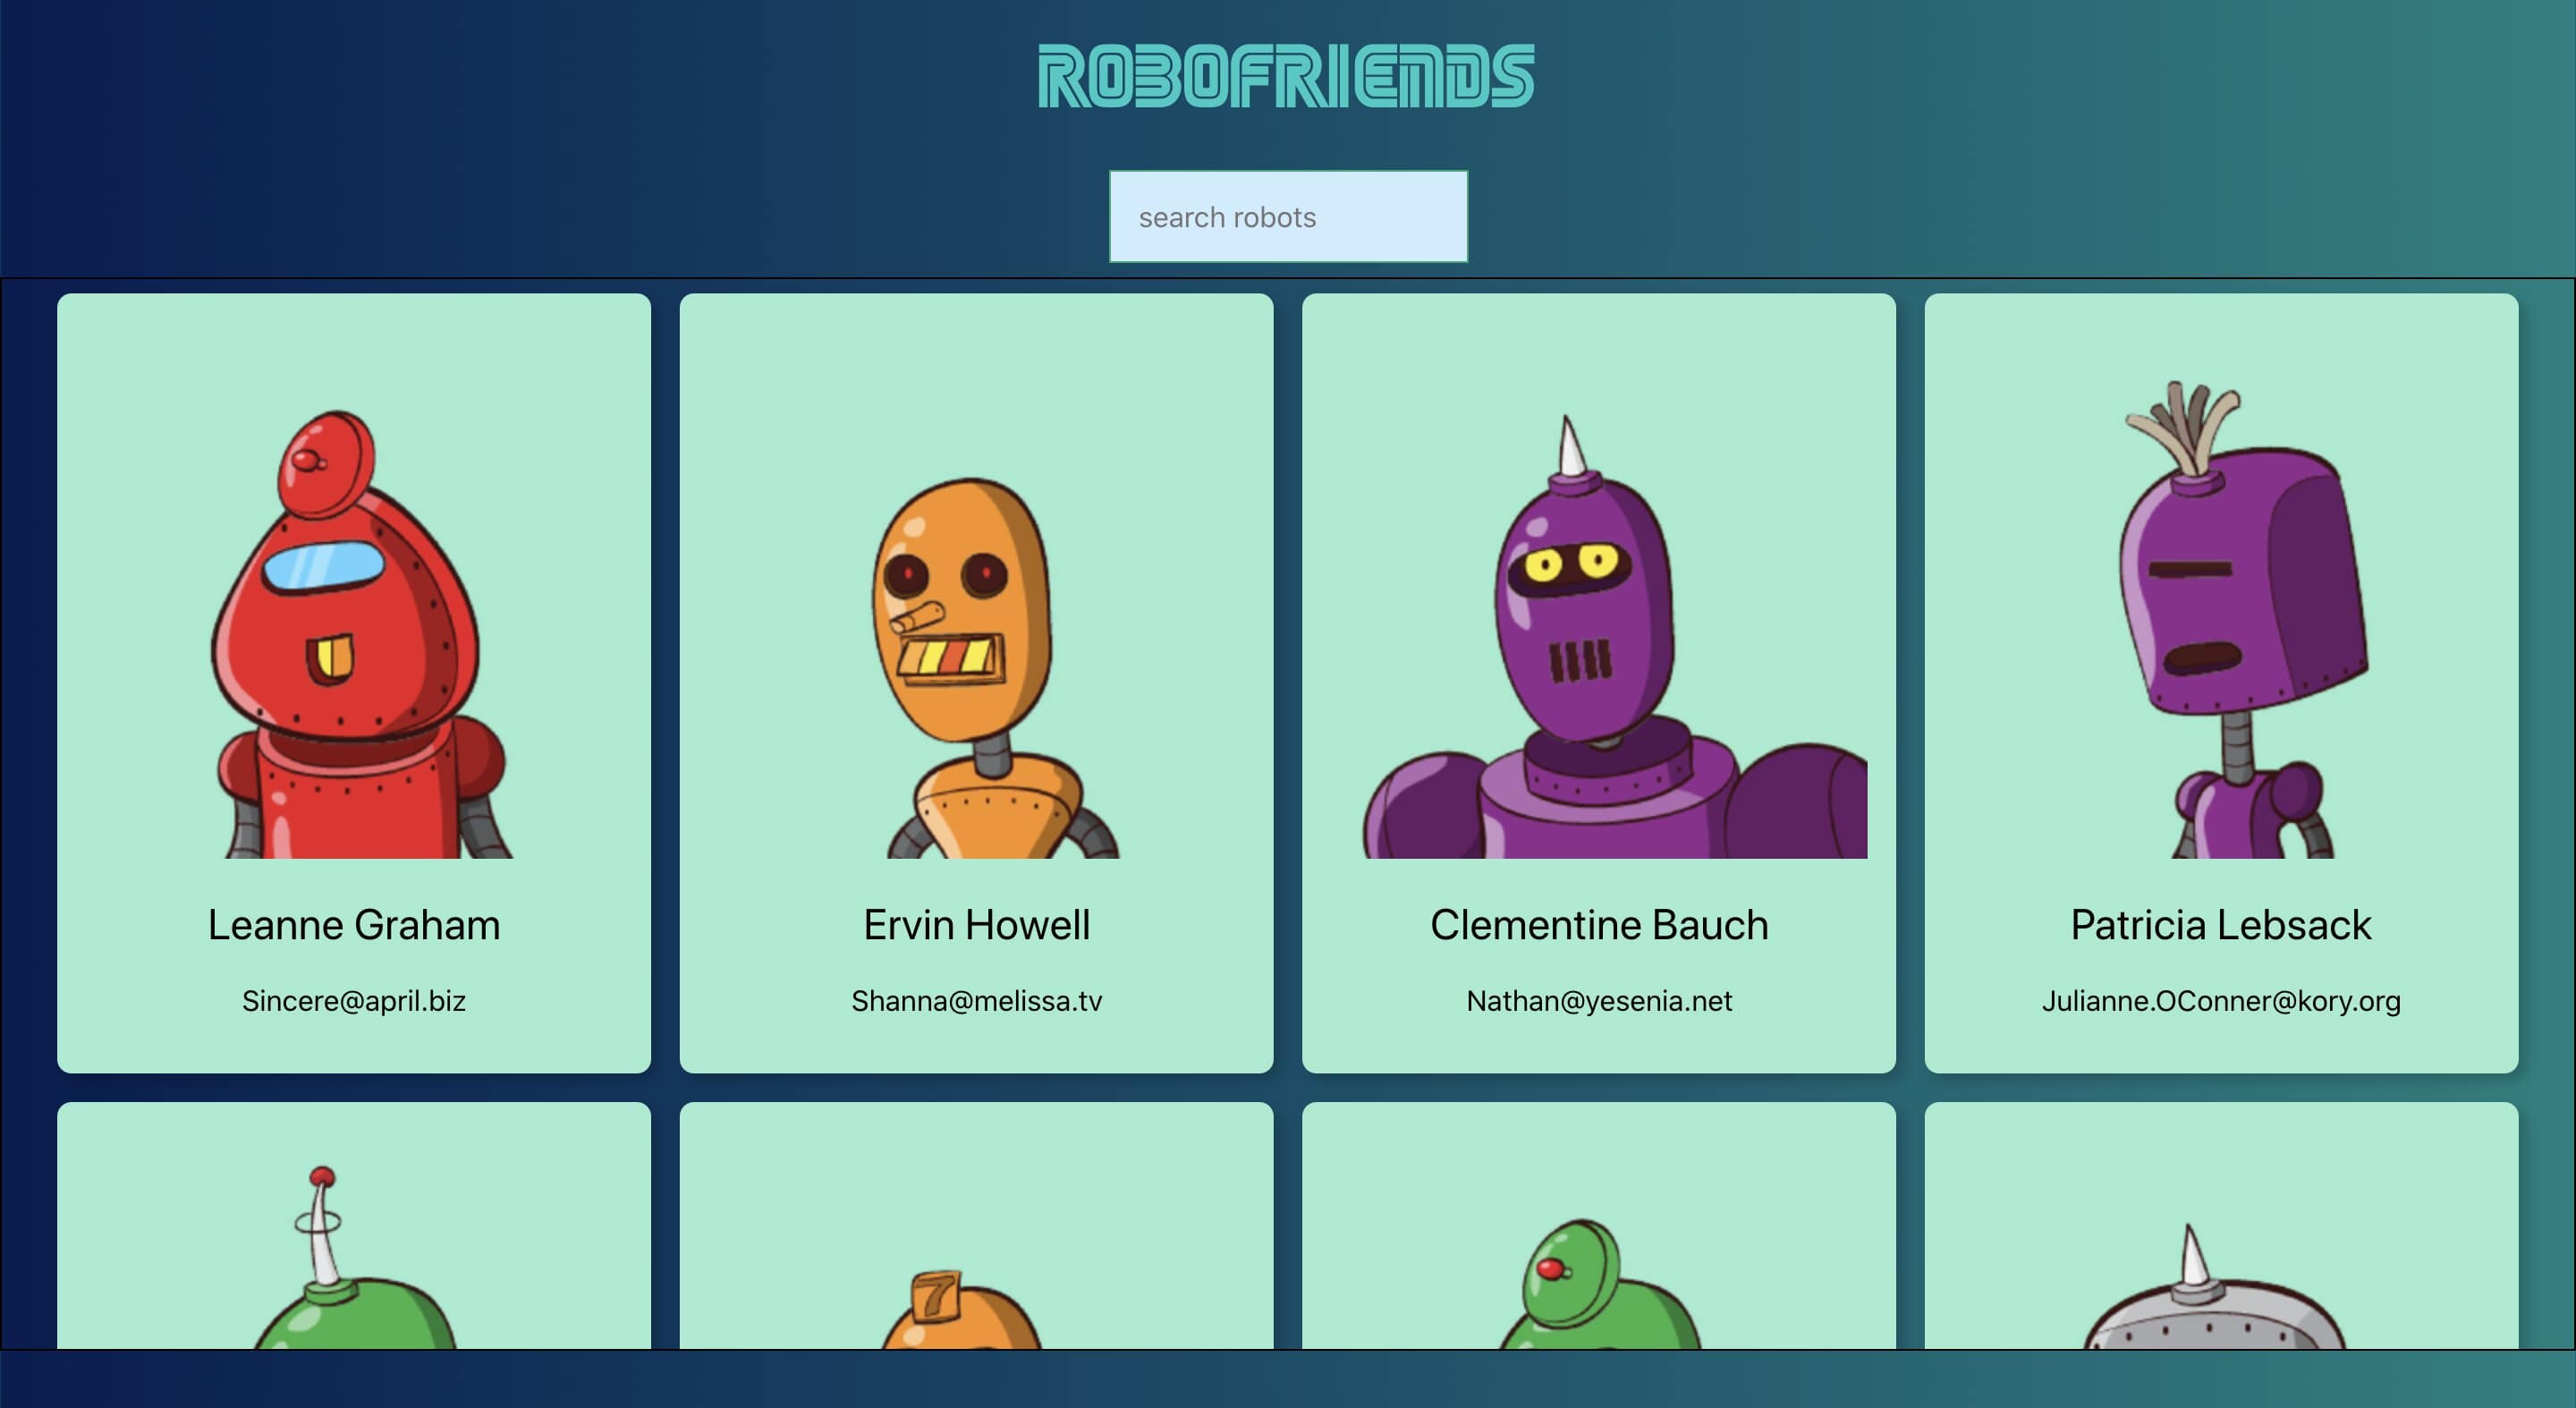 ROBOFRIENDS
search robots
Leanne Graham
Sincere@april.biz
Ervin Howell
Shanna@melissa.tv
Clementine Bauch
Nathan@yesenia.net
Patricia Lebsack
Julianne.OConner@kory.org
7